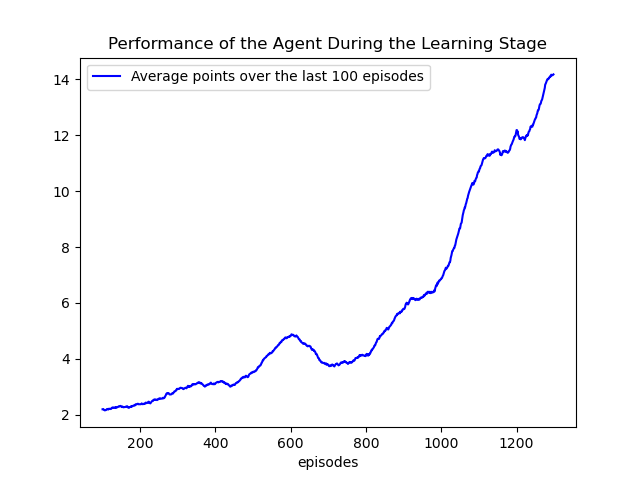 Performance of the Agent During the Learning Stage
Average points over the last 100 episodes
14
12
10
8
6
4
2
200 400 600 800 1000 1200
episodes